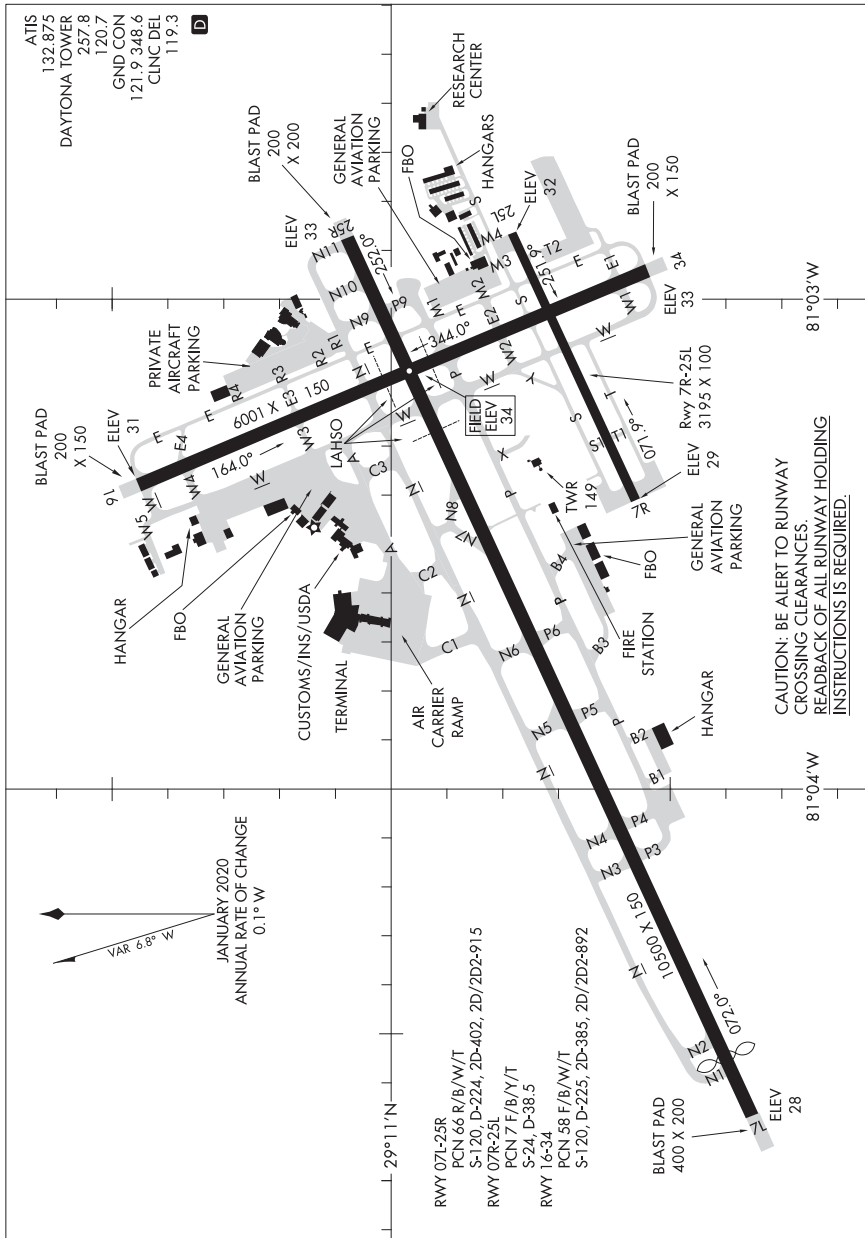 ATIS
132.875
DAYTONA TOWER
257.8
120.7
GND CON
121.9 348.6
CLNC DEL
119.3
D
JANUARY 2020
ANNUAL RATE OF CHANGE
0.1° W
VAR 6.8° W
BLAST PAD
200
X 150
ELEV
31
16
W5
W
W4
E4
E
E
R4
PRIVATE
AIRCRAFT
PARKING
R3
E3
R2
R1
6001 X 150
164.0°
W3
W
HANGAR
FBO
GENERAL
AVIATION
PARKING
CUSTOMS/INS/USDA
TERMINAL
AIR
CARRIER
RAMP
LAHSO
BLAST PAD
200
X 200
ELEV
33
25R
N11
N10
252.0°
N9
P9
E
N
GENERAL
AVIATION
PARKING
FBO
RESEARCH
CENTER
HANGARS
S
M1
E
M2
M3
M4
25L
ELEV
32
E2
344.0°
S
251.9°
T2
E
E1
BLAST PAD
200
X 150
34
ELEV
33
W1
W
W2
W
W
P
Y
FIELD
ELEV
34
A
C3
A
N
C2
C1
N8
N
N
X
P
S
S1
T
T1
071.9°
Rwy 7R-25L
3195 X 100
ELEV
29
7R
TWR
149
GENERAL
AVIATION
PARKING
FBO
FIRE
STATION
B4
P
N6
P6
B3
N5
P5
P
N
B2
B1
HANGAR
N4
P4
N3
P3
10500 X 150
N
N2
N1
072.0°
7L
ELEV
28
BLAST PAD
400 X 200
29°11'N
81°03'W
81°04'W
RWY 07L-25R
PCN 66 R/B/W/T
S-120, D-224, 2D-402, 2D/2D2-915
RWY 07R-25L
PCN 7 F/B/Y/T
S-24, D-38.5
RWY 16-34
PCN 58 F/B/W/T
S-120, D-225, 2D-385, 2D/2D2-892
CAUTION: BE ALERT TO RUNWAY
CROSSING CLEARANCES.
READBACK OF ALL RUNWAY HOLDING
INSTRUCTIONS IS REQUIRED.